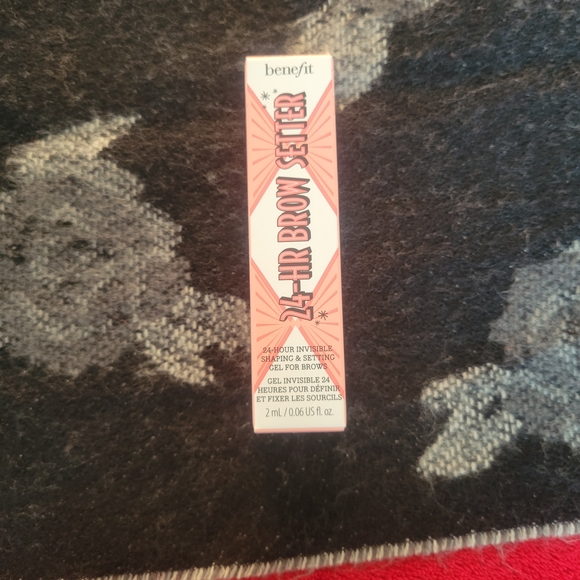 benefit
24-HR BROW SETTER
24-HOUR INVISIBLE
SHAPING & SETTING
GEL FOR BROWS
GEL INVISIBLE 24
HEURES POUR DÉFINIR
ET FIXER LES SOURCILS
2 mL / 0.06 US fl. oz.